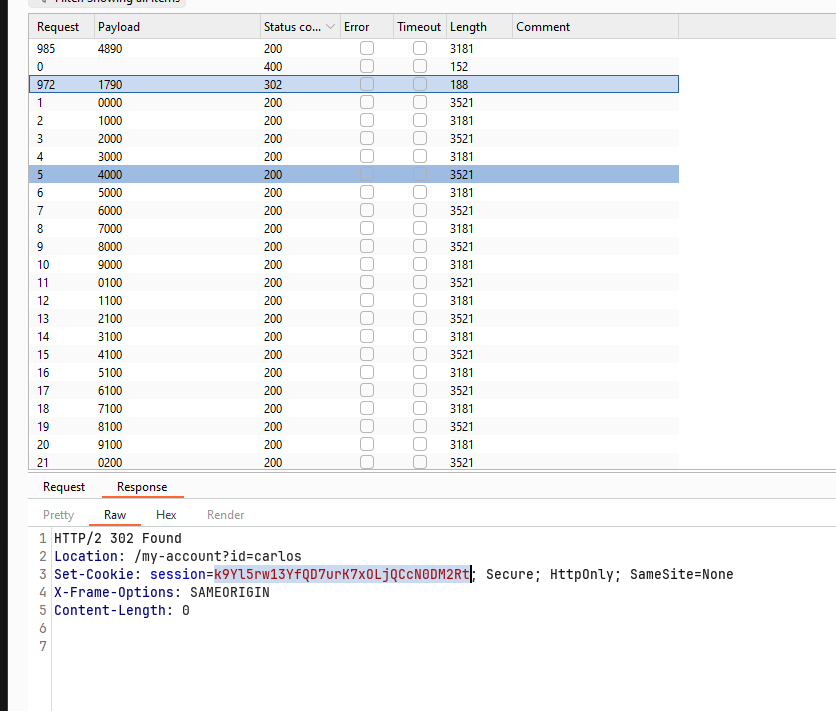 Filter: Showing all items
Request Payload Status co... Error Timeout Length Comment
985 4890 200 3181
0 400 152
972 1790 302 188
1 0000 200 3521
2 1000 200 3181
3 2000 200 3521
4 3000 200 3181
5 4000 200 3521
6 5000 200 3181
7 6000 200 3521
8 7000 200 3181
9 8000 200 3521
10 9000 200 3181
11 0100 200 3521
12 1100 200 3181
13 2100 200 3521
14 3100 200 3181
15 4100 200 3521
16 5100 200 3181
17 6100 200 3521
18 7100 200 3181
19 8100 200 3521
20 9100 200 3181
21 0200 200 3521
Request Response
Pretty Raw Hex Render
1 HTTP/2 302 Found
2 Location: /my-account?id=carlos
3 Set-Cookie: session=k9Yl5rw13YfQD7urK7xOLjQCcN0DM2Rt; Secure; HttpOnly; SameSite=None
4 X-Frame-Options: SAMEORIGIN
5 Content-Length: 0
6
7